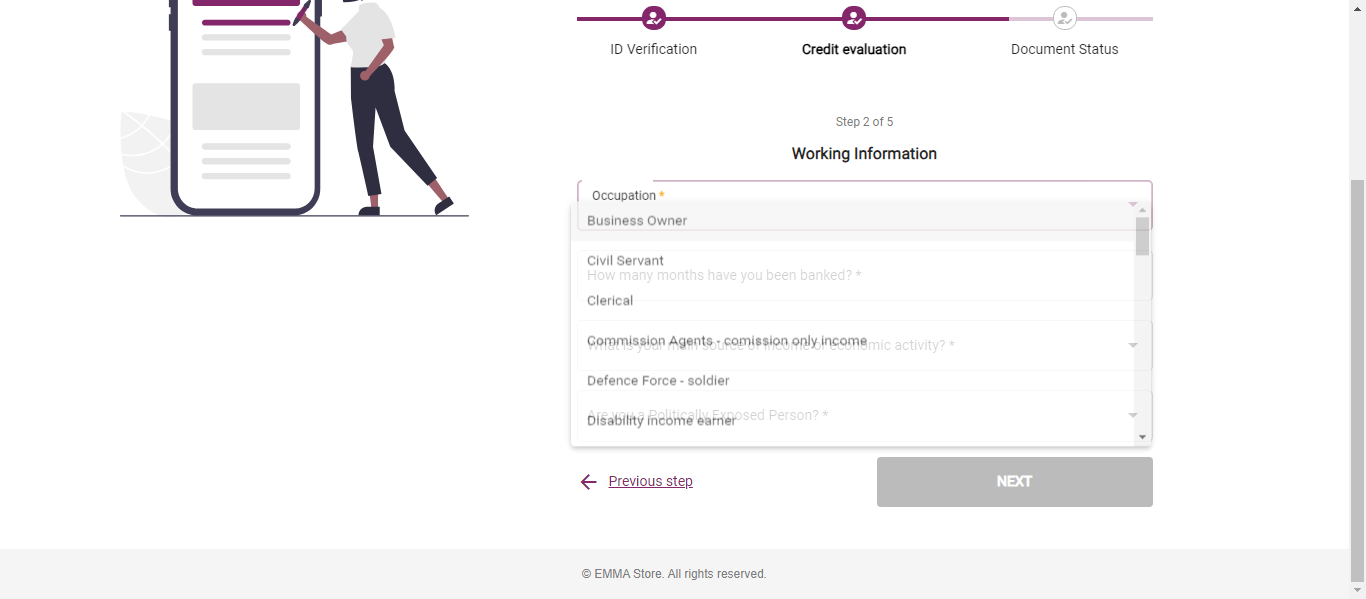 ID Verification
Credit evaluation
Document Status
Step 2 of 5
Working Information
Occupation *
Business Owner
Civil Servant
How many months have you been banked? *
Clerical
Commission Agents - comission only income
What is your main source of income or economic activity? *
Defence Force - soldier
Are you a Politically Exposed Person? *
Disability income earner
Previous step
NEXT
© EMMA Store. All rights reserved.